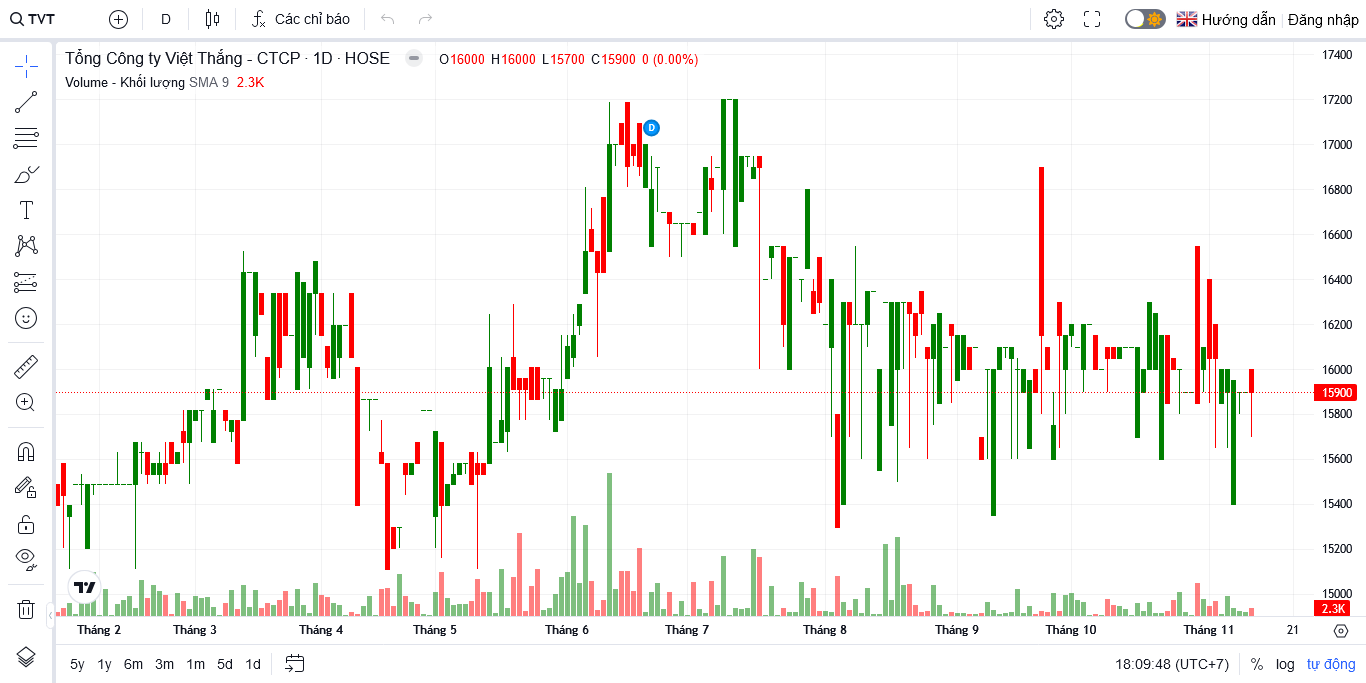 TVT D Các chỉ báo Hướng dẫn Đăng nhập
Tổng Công ty Việt Thắng - CTCP · 1D · HOSE O16000 H16000 L15700 C15900 0 (0.00%)
Volume - Khối lượng SMA 9 2.3K
17400
17200
17000
16800
16600
16400
16200
16000
15900
15800
15600
15400
15200
15000
2.3K
D
Tháng 2 Tháng 3 Tháng 4 Tháng 5 Tháng 6 Tháng 7 Tháng 8 Tháng 9 Tháng 10 Tháng 11 21
5y 1y 6m 3m 1m 5d 1d 18:09:48 (UTC+7) % log tự động